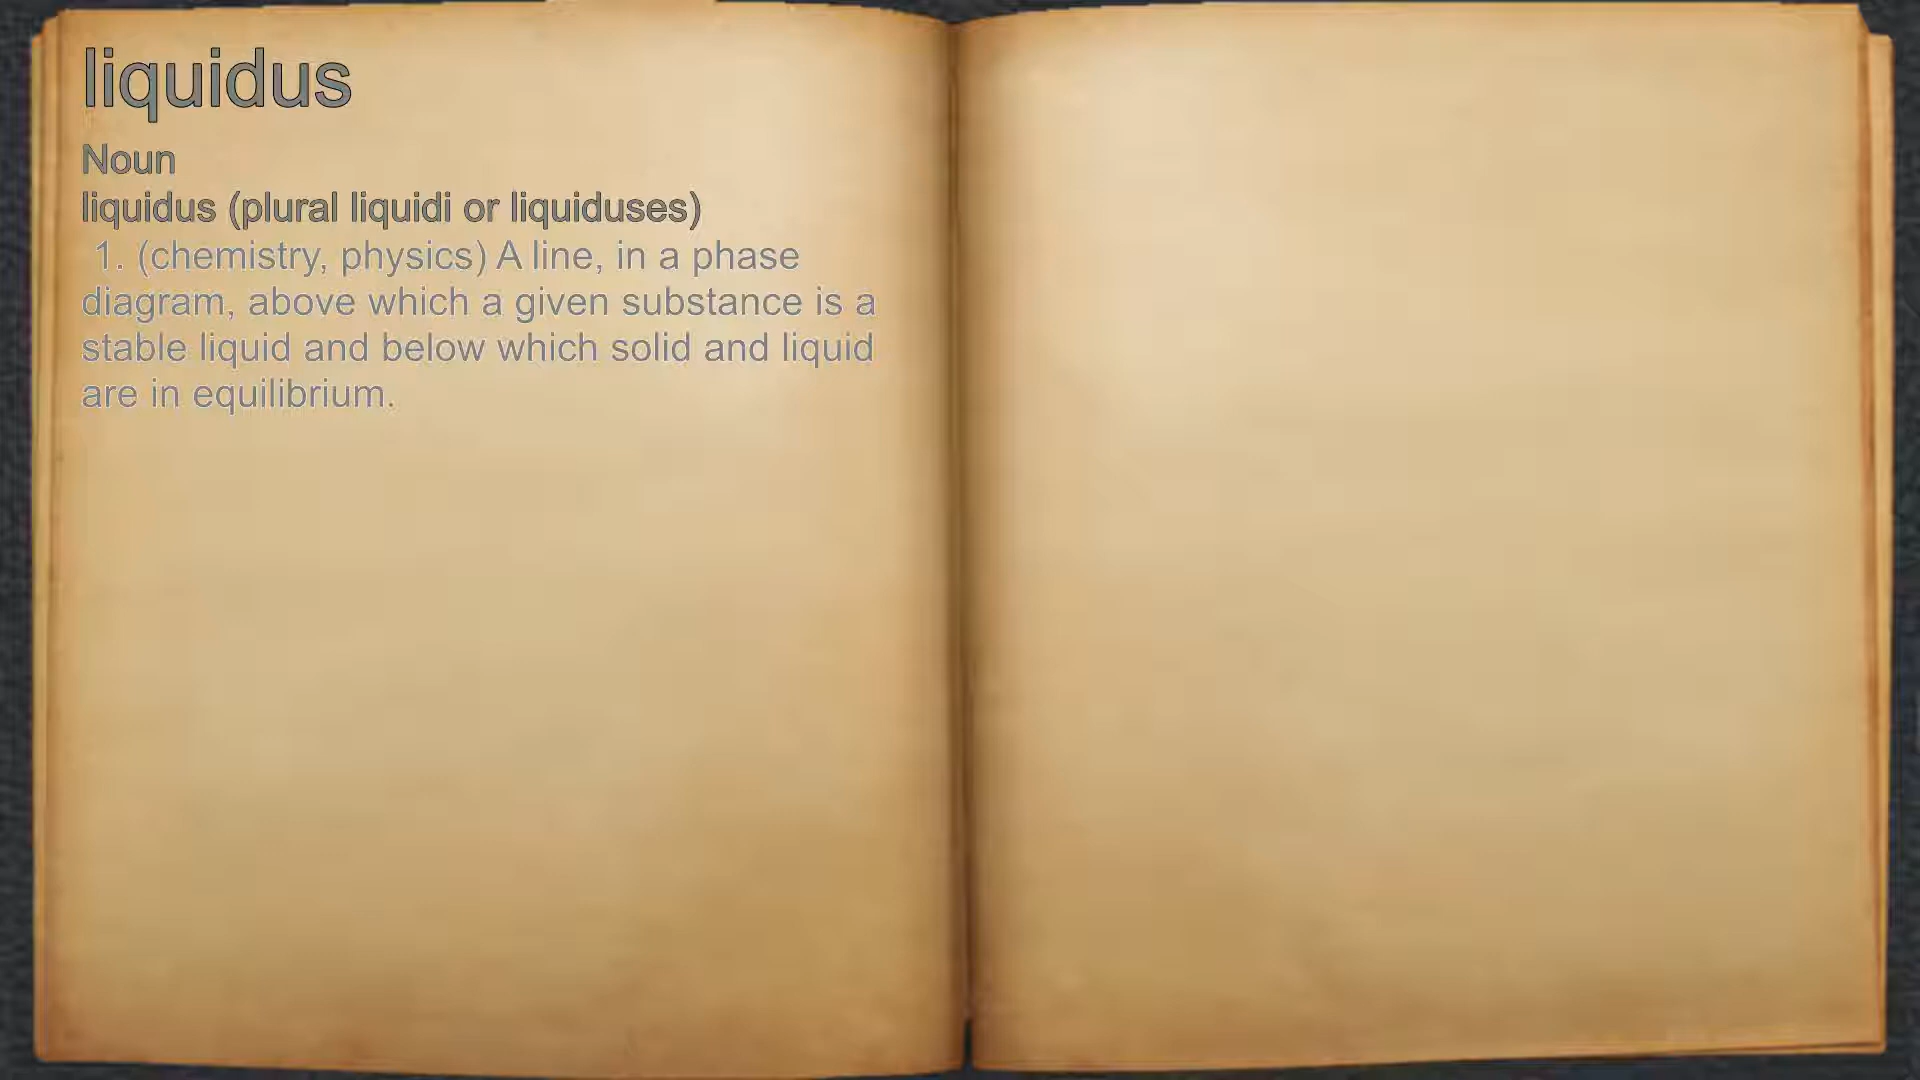 liquidus
Noun
liquidus (plural liquidi or liquiduses)
1. (chemistry, physics) A line, in a phase
diagram, above which a given substance is a
stable liquid and below which solid and liquid
are in equilibrium.